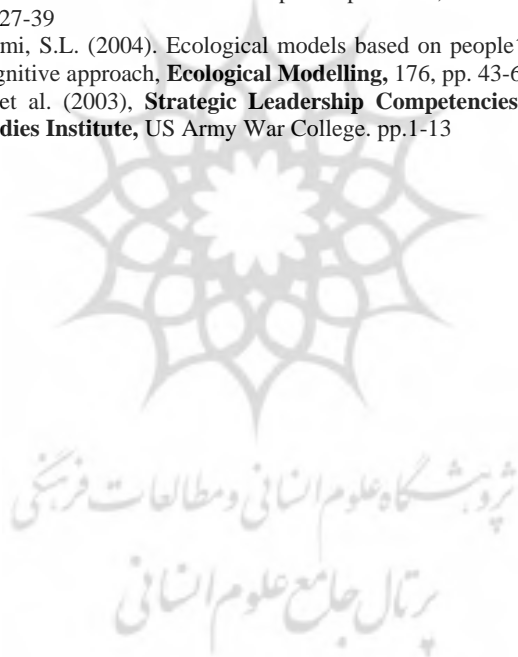 27-39
mi, S.L. (2004). Ecological models based on people'
gnitive approach, Ecological Modelling, 176, pp. 43-6
et al. (2003), Strategic Leadership Competencies
dies Institute, US Army War College. pp.1-13
پژوهشگاه علوم انسانی و مطالعات فرهنگی
پرتال جامع علوم انسانی